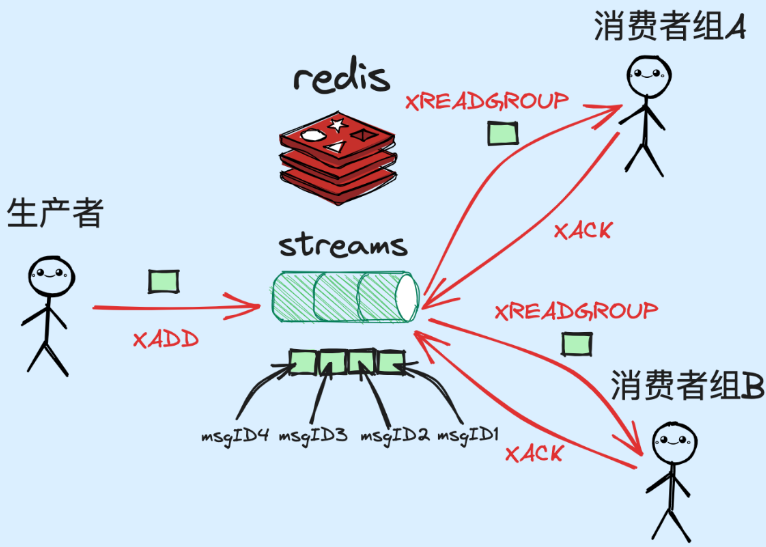 消费者组A
redis
XREADGROUP
生产者
XACK
streams
XADD
XREADGROUP
消费者组B
msgID4 msgID3 msgID2 msgID1
XACK